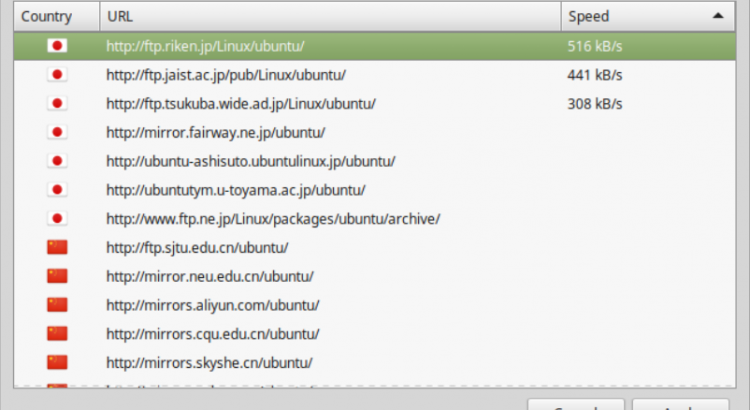 Country URL Speed
http://ftp.riken.jp/Linux/ubuntu/ 516 kB/s
http://ftp.jaist.ac.jp/pub/Linux/ubuntu/ 441 kB/s
http://ftp.tsukuba.wide.ad.jp/Linux/ubuntu/ 308 kB/s
http://mirror.fairway.ne.jp/ubuntu/
http://ubuntu-ashisuto.ubuntulinux.jp/ubuntu/
http://ubuntutym.u-toyama.ac.jp/ubuntu/
http://www.ftp.ne.jp/Linux/packages/ubuntu/archive/
http://ftp.sjtu.edu.cn/ubuntu/
http://mirror.neu.edu.cn/ubuntu/
http://mirrors.aliyun.com/ubuntu/
http://mirrors.cqu.edu.cn/ubuntu/
http://mirrors.skyshe.cn/ubuntu/